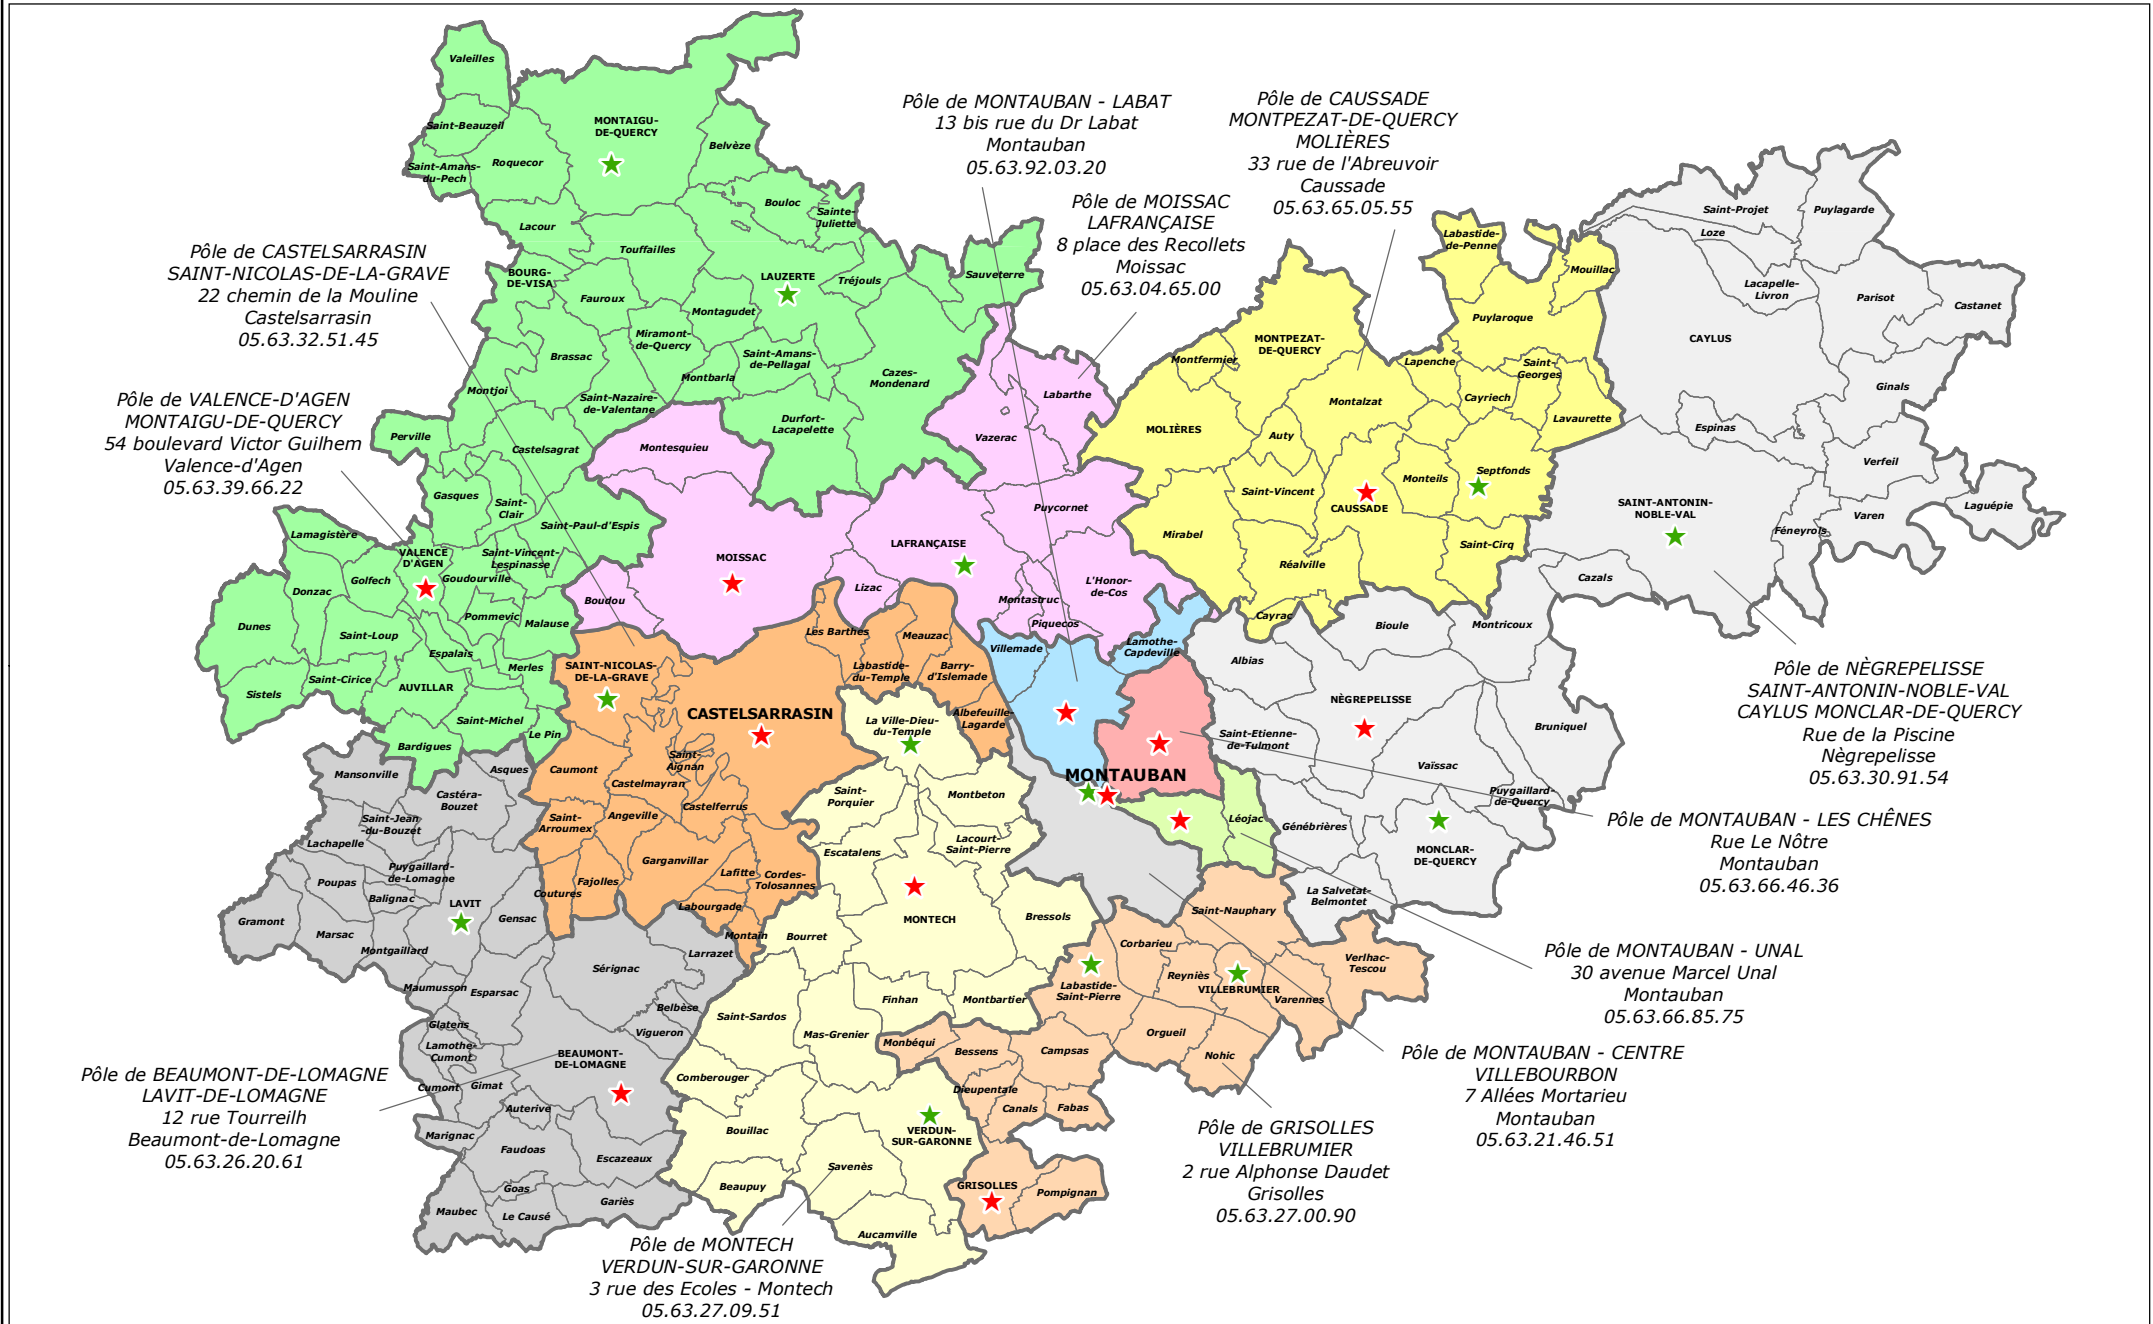 Pôle de MONTAUBAN - LABAT
13 bis rue du Dr Labat
Montauban
05.63.92.03.20
Pôle de CAUSSADE
MONTPEZAT-DE-QUERCY
MOLIÈRES
33 rue de l'Abreuvoir
Caussade
05.63.65.05.55
Pôle de MOISSAC
LAFRANÇAISE
8 place des Recollets
Moissac
05.63.04.65.00
Pôle de CASTELSARRASIN
SAINT-NICOLAS-DE-LA-GRAVE
22 chemin de la Mouline
Castelsarrasin
05.63.32.51.45
Pôle de VALENCE-D'AGEN
MONTAIGU-DE-QUERCY
54 boulevard Victor Guilhem
Valence-d'Agen
05.63.39.66.22
Valeilles
Saint-Beauzeil
Saint-Amans-
du-Pech
Roquecor
MONTAIGU-
DE-QUERCY
Belvèze
Bouloc
Sainte-
Juliette
Lacour
Touffailles
BOURG-
DE-VISA
Fauroux
LAUZERTE
Tréjouls
Sauveterre
Montagudet
Miramont-
de-Quercy
Brassac
Saint-Amans-
de-Pellagal
Montbarla
Cazes-
Mondenard
Montjoi
Saint-Nazaire-
de-Valentane
Durfort-
Lacapelette
Perville
Castelsagrat
Gasques
Saint-
Clair
Saint-Paul-d'Espis
Lamagistère
VALENCE
D'AGEN
Saint-Vincent-
Lespinasse
Golfech
Goudourville
Donzac
Pommevic
Malause
Dunes
Saint-Loup
Espalais
Merles
Saint-Cirice
Sistels
AUVILLAR
Saint-Michel
Le Pin
Bardigues
Montesquieu
MOISSAC
Boudou
Labarthe
Vazerac
Puycornet
LAFRANÇAISE
Lizac
L'Honor-
de-Cos
Montastruc
Piquecos
Labastide-
de-Penne
Mouillac
Puylaroque
MONTPEZAT-
DE-QUERCY
Montfermier
Lapenche
Saint-
Georges
Cayriech
Montalzat
Lavaurette
MOLIÈRES
Auty
Monteils
Septfonds
Saint-Vincent
CAUSSADE
Mirabel
Saint-Cirq
Réalville
Cayrac
Saint-Projet
Puylagarde
Loze
Lacapelle-
Livron
Parisot
Castanet
CAYLUS
Ginals
Espinas
Verfeil
SAINT-ANTONIN-
NOBLE-VAL
Féneyrols
Varen
Laguépie
Cazals
Bioule
Montricoux
Albias
NÈGREPELISSE
Bruniquel
Saint-Etienne-
de-Tulmont
Vaïssac
Puygaillard-
de-Quercy
Génébrières
MONCLAR-
DE-QUERCY
La Salvetat-
Belmontet
Villemade
Lamothe-
Capdeville
MONTAUBAN
Léojac
SAINT-NICOLAS-
DE-LA-GRAVE
CASTELSARRASIN
Les Barthes
Meauzac
Labastide-
du-Temple
Barry-
d'Islemade
Albefeuille-
Lagarde
Caumont
Saint-
Aignan
Castelmayran
Castelferrus
Saint-
Arroumex
Angeville
Garganvillar
Lafitte
Cordes-
Tolosannes
Coutures
Fajolles
Labourgade
Montaïn
La Ville-Dieu-
du-Temple
Saint-
Porquier
Montbeton
Lacourt-
Saint-Pierre
Escatalens
MONTECH
Bressols
Bourret
Finhan
Montbartier
Saint-Sardos
Mas-Grenier
Comberouger
Bouillac
VERDUN-
SUR-GARONNE
Savenès
Beaupuy
Aucamville
Mansonville
Asques
Castéra-
Bouzet
Saint-Jean
-du-Bouzet
Lachapelle
Puygaillard-
de-Lomagne
Poupas
Balignac
LAVIT
Gensac
Gramont
Marsac
Montgaillard
Maumusson
Esparsac
Sérignac
Larrazet
Belbèse
Vigueron
Glatens
Lamothe-
Cumont
BEAUMONT-
DE-LOMAGNE
Cumont
Gimat
Auterive
Marignac
Faudoas
Escazeaux
Goas
Gariès
Maubec
Le Causé
Saint-Nauphary
Corbarieu
Verlhac-
Tescou
Reyniès
VILLEBRUMIER
Varennes
Labastide-
Saint-Pierre
Orgueil
Nohic
Monbéqui
Bessens
Campsas
Dieupentale
Canals
Fabas
GRISOLLES
Pompignan
Pôle de NÈGREPELISSE
SAINT-ANTONIN-NOBLE-VAL
CAYLUS MONCLAR-DE-QUERCY
Rue de la Piscine
Nègrepelisse
05.63.30.91.54
Pôle de MONTAUBAN - LES CHÊNES
Rue Le Nôtre
Montauban
05.63.66.46.36
Pôle de MONTAUBAN - UNAL
30 avenue Marcel Unal
Montauban
05.63.66.85.75
Pôle de MONTAUBAN - CENTRE
VILLEBOURBON
7 Allées Mortarieu
Montauban
05.63.21.46.51
Pôle de GRISOLLES
VILLEBRUMIER
2 rue Alphonse Daudet
Grisolles
05.63.27.00.90
Pôle de BEAUMONT-DE-LOMAGNE
LAVIT-DE-LOMAGNE
12 rue Tourreilh
Beaumont-de-Lomagne
05.63.26.20.61
Pôle de MONTECH
VERDUN-SUR-GARONNE
3 rue des Ecoles - Montech
05.63.27.09.51